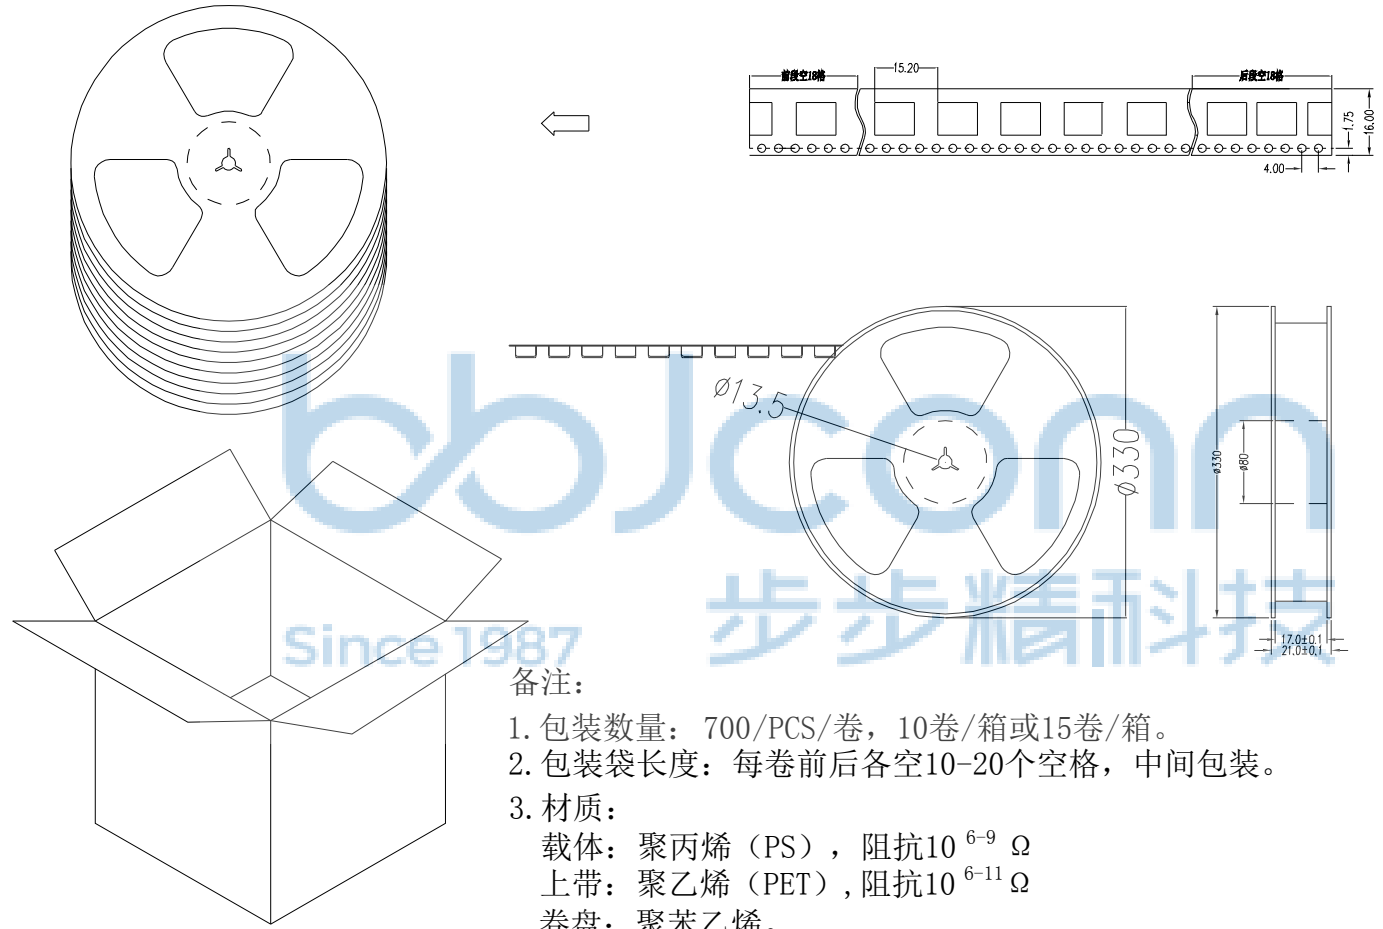 前段空18格
15.20
后段空18格
1.75
16.00
4.00
Ø13.5
Ø330
Ø330
Ø80
17.0±0.1
21.0±0.1
bbJconn
步步精科技
Since 1987
备注：
1.包装数量：700/PCS/卷，10卷/箱或15卷/箱。
2.包装袋长度：每卷前后各空10-20个空格，中间包装。
3.材质：
载体：聚丙烯（PS），阻抗10 6-9 Ω
上带：聚乙烯（PET）,阻抗10 6-11 Ω
卷盘：聚苯乙烯。